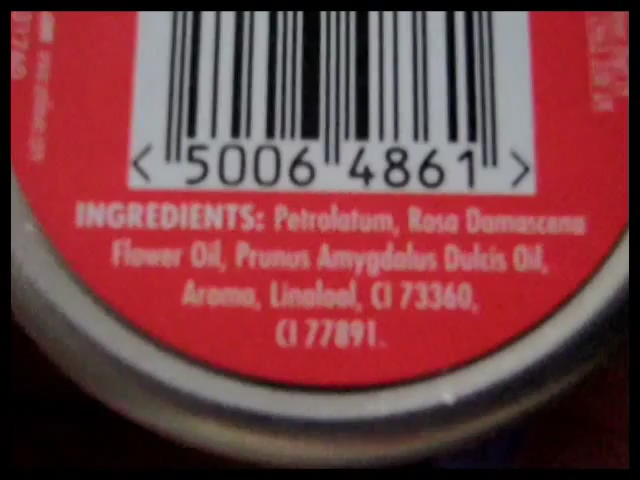 <5006 4861>
INGREDIENTS: Petrolatum, Rosa Damascena
Flower Oil, Prunus Amygdalus Dulcis Oil,
Aroma, Linalool, CI 73360,
CI 77891.